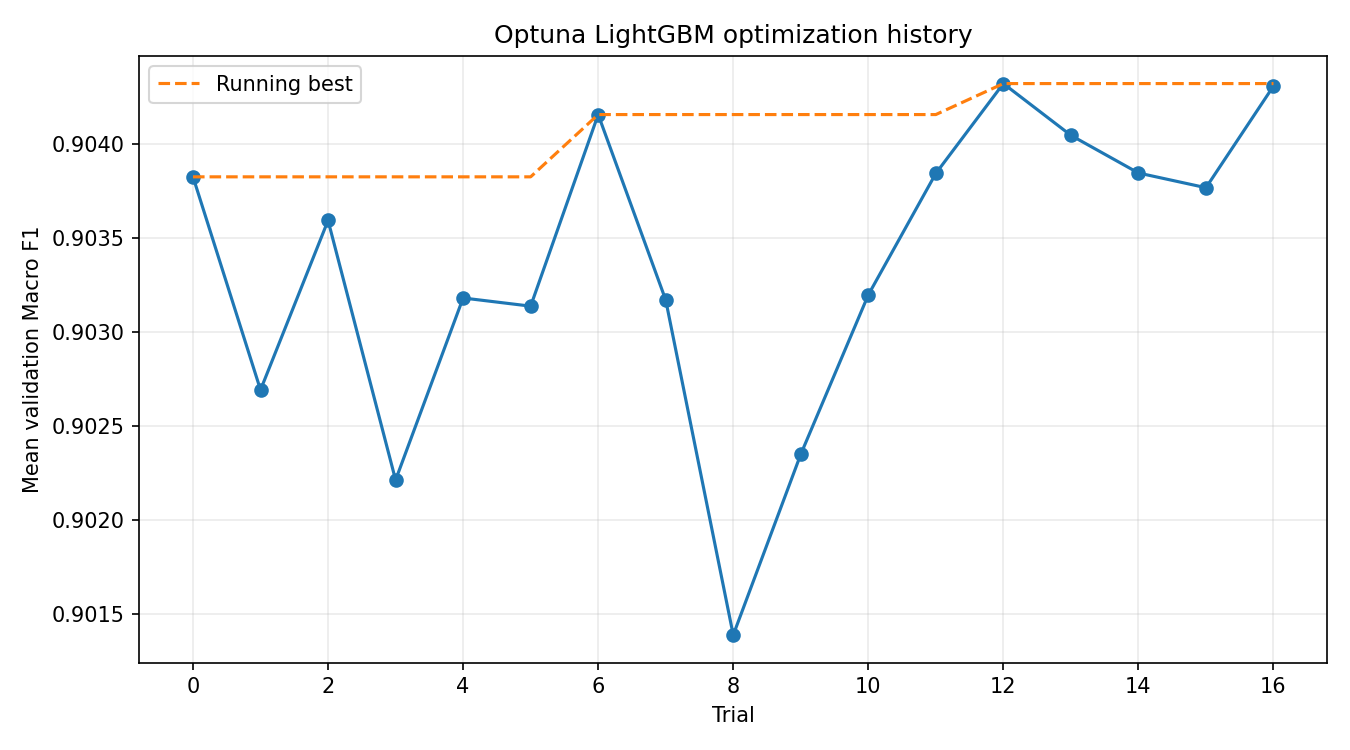 Optuna LightGBM optimization history
Running best
Mean validation Macro F1
0.9040
0.9035
0.9030
0.9025
0.9020
0.9015
0 2 4 6 8 10 12 14 16
Trial